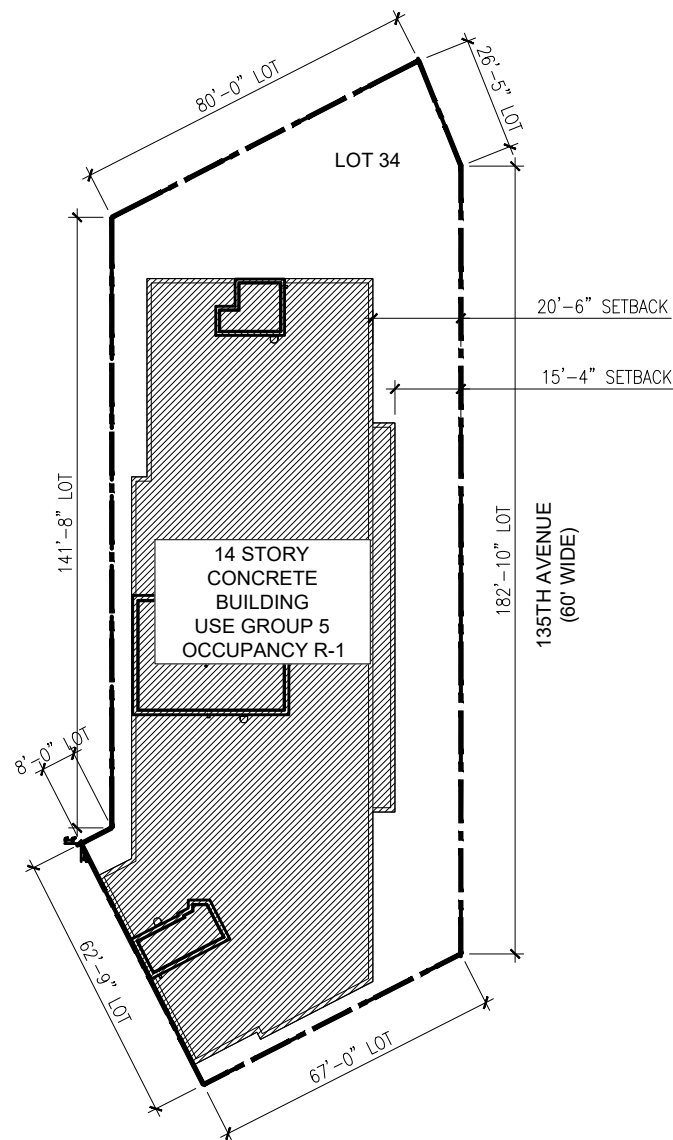 80'-0" LOT
26'-5" LOT
LOT 34
20'-6" SETBACK
15'-4" SETBACK
141'-8" LOT
182'-10" LOT
135TH AVENUE
(60' WIDE)
14 STORY
CONCRETE
BUILDING
USE GROUP 5
OCCUPANCY R-1
8'-0" LOT
62'-9" LOT
67'-0" LOT